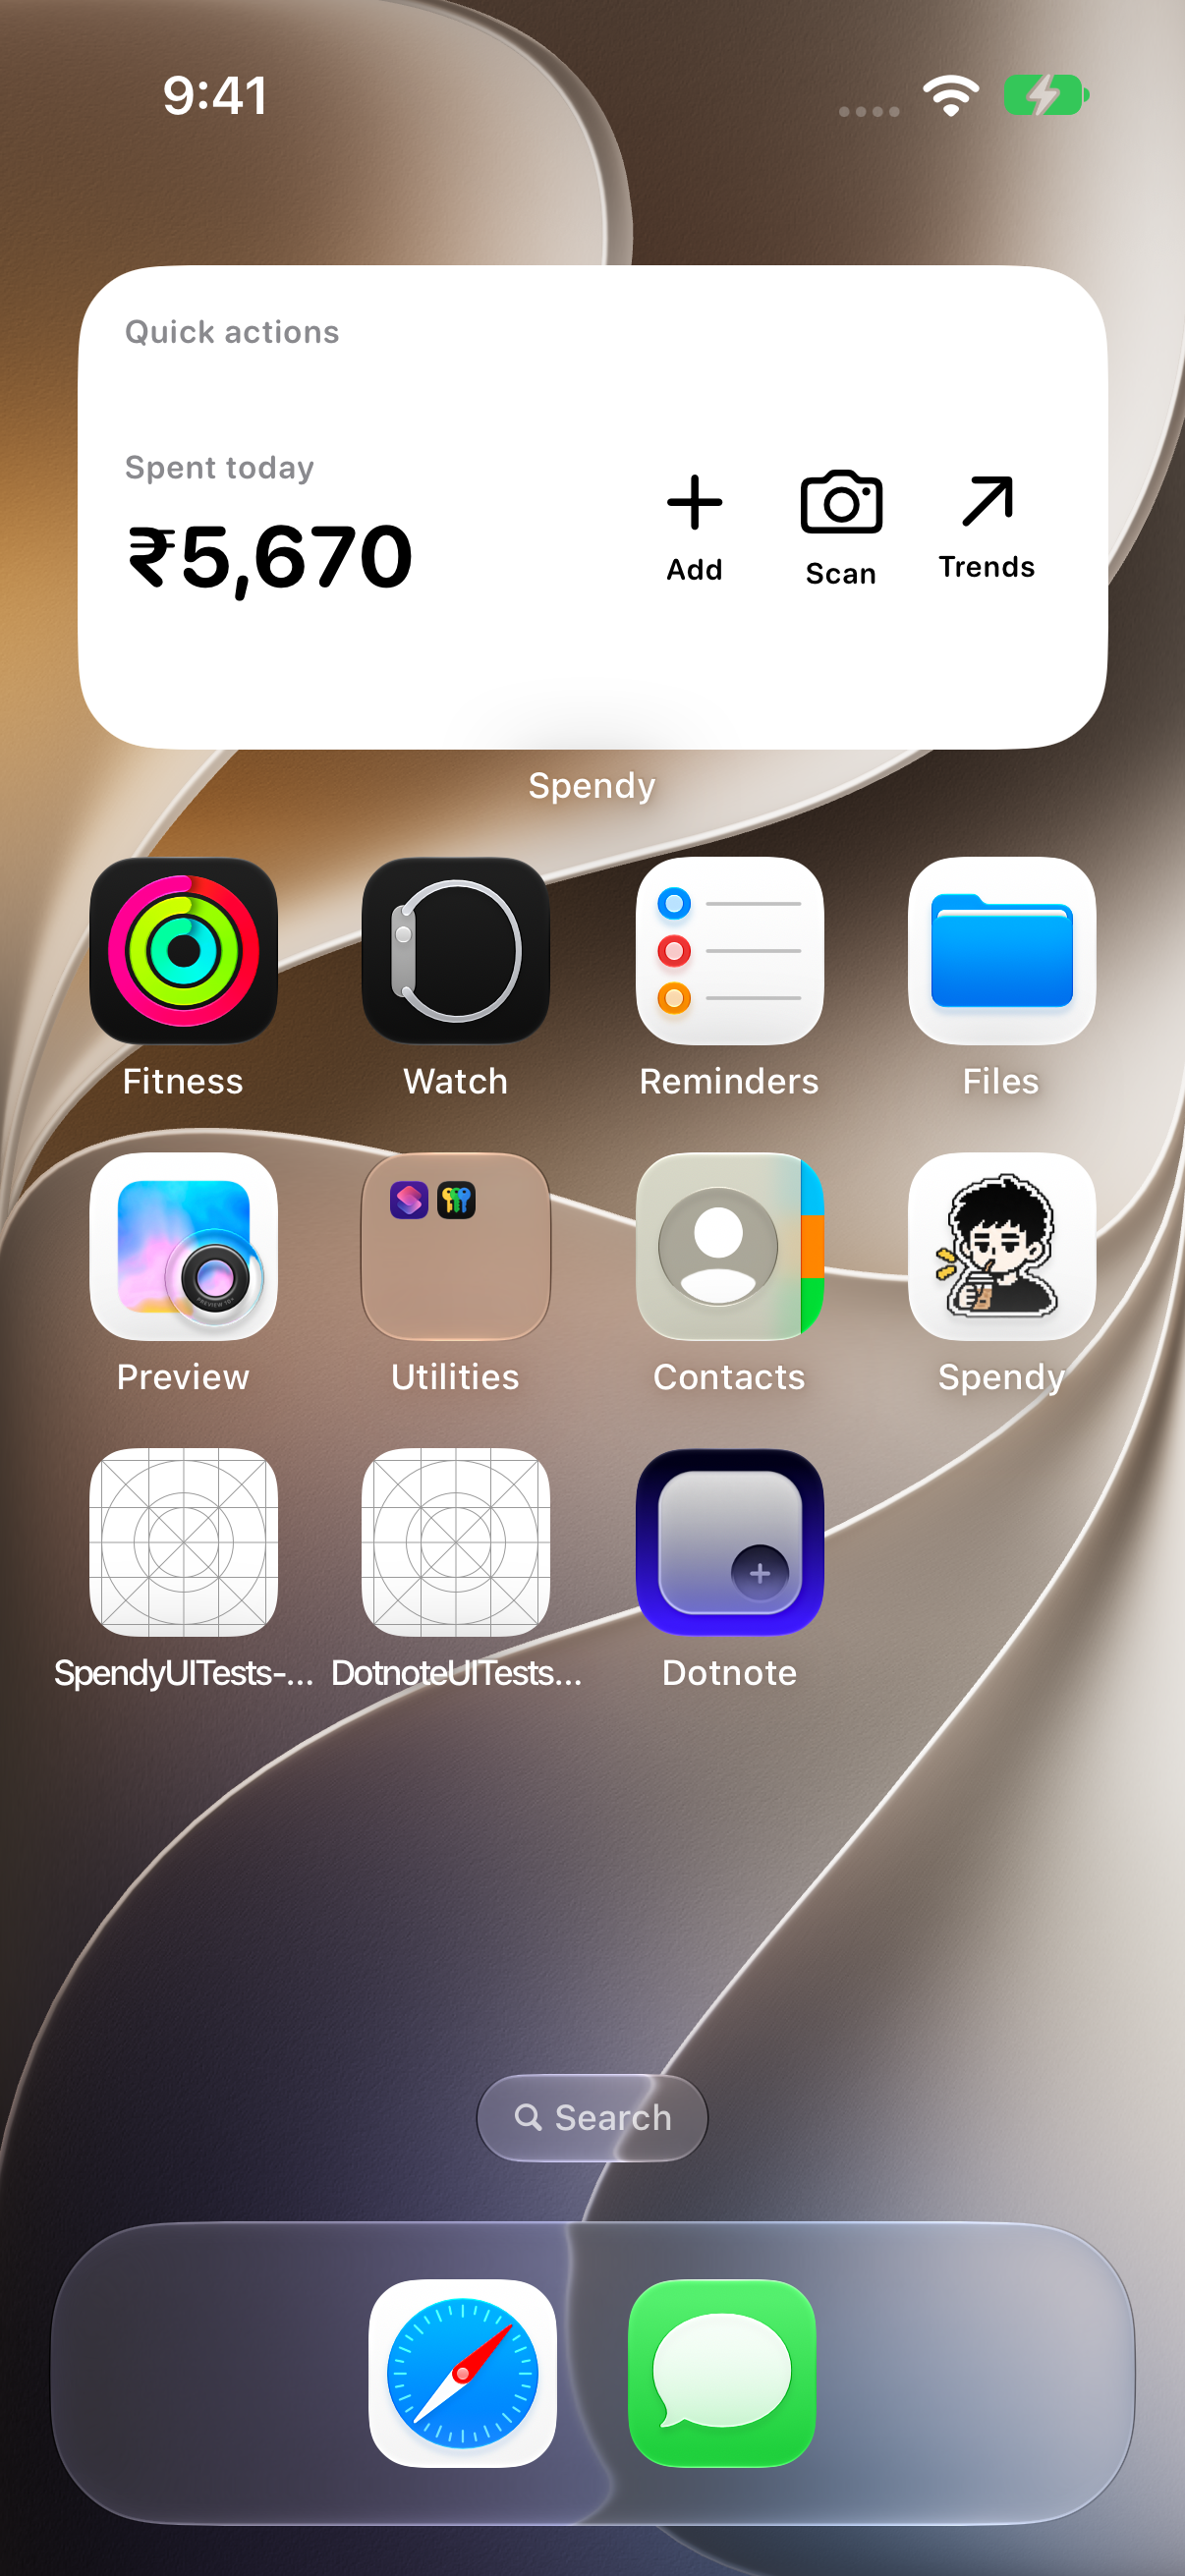 9:41
Quick actions
Spent today
₹5,670
Add
Scan
Trends
Spendy
Fitness
Watch
Reminders
Files
Preview
Utilities
Contacts
Spendy
SpendyUITests-...
DotnoteUITests...
Dotnote
Search